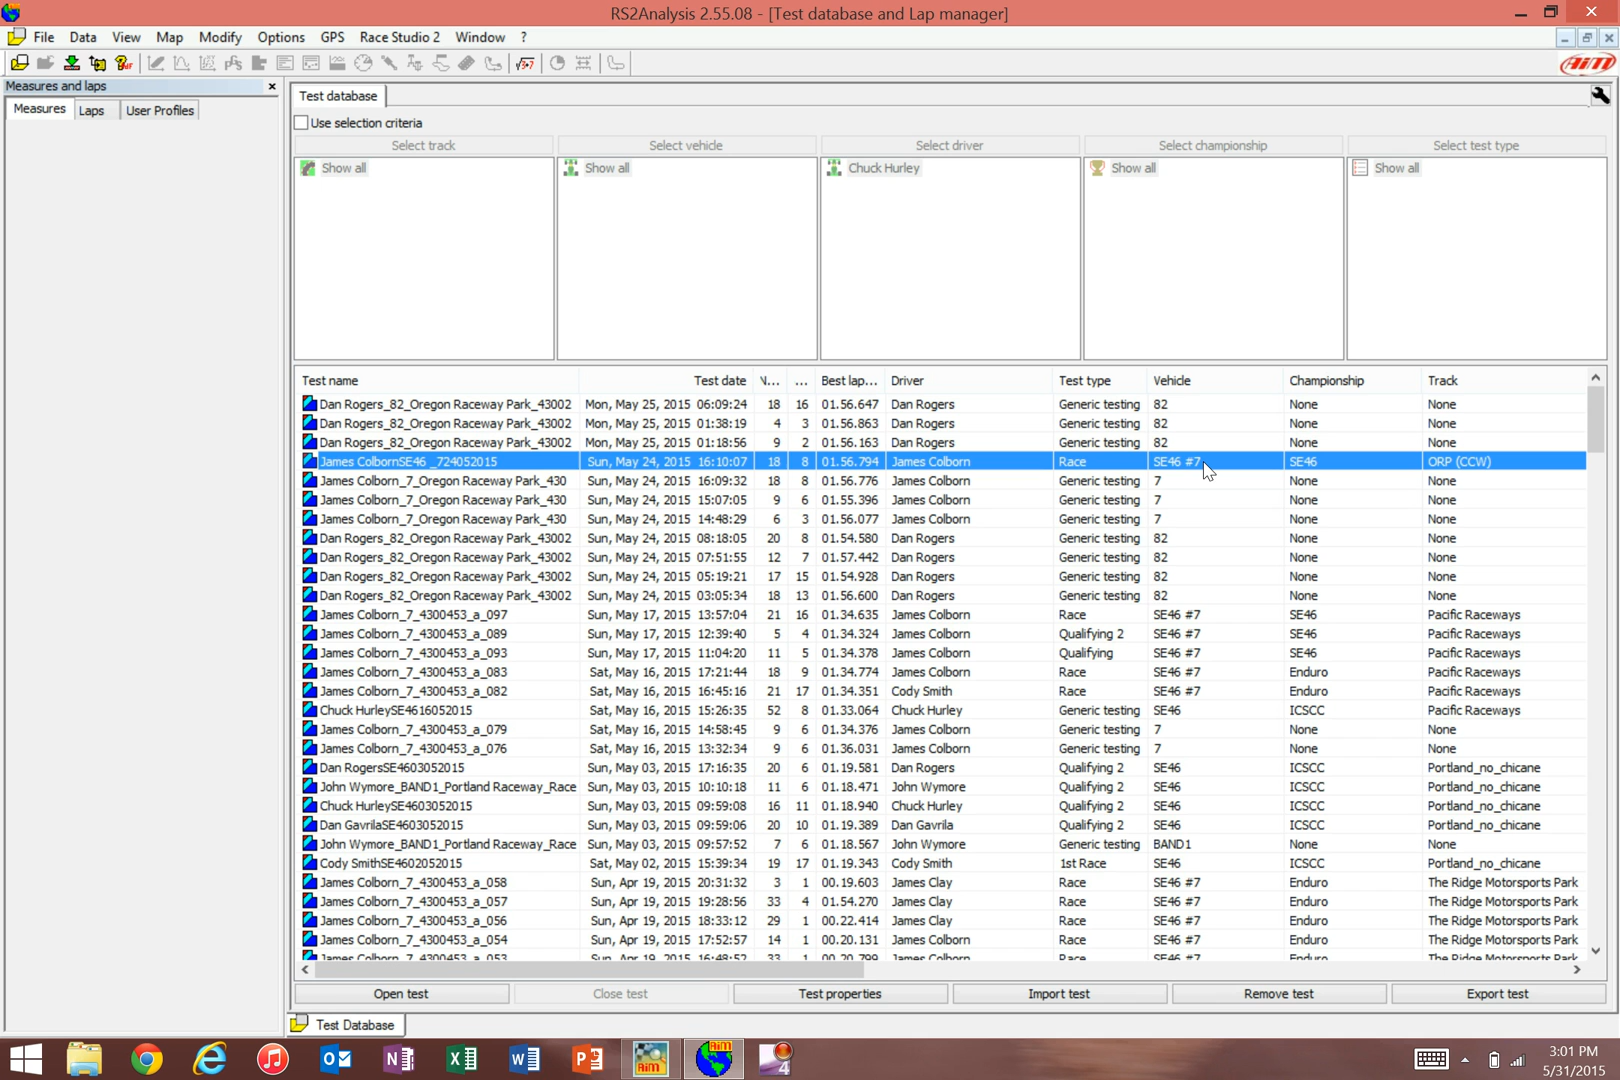 RS2Analysis 2.55.08 - [Test database and Lap manager]
File Data View Map Modify Options GPS Race Studio 2 Window ?
AiM
Measures and laps
Measures Laps User Profiles
Test database
Use selection criteria
Select track Select vehicle Select driver Select championship Select test type
Show all Show all Chuck Hurley Show all Show all
Test name Test date ... Best lap... Driver Test type Vehicle Championship Track
Dan Rogers_82_Oregon Raceway Park_43002 Mon, May 25, 2015 06:09:24 18 16 01.56.647 Dan Rogers Generic testing 82 None None
Dan Rogers_82_Oregon Raceway Park_43002 Mon, May 25, 2015 01:38:19 4 3 01.56.863 Dan Rogers Generic testing 82 None None
Dan Rogers_82_Oregon Raceway Park_43002 Mon, May 25, 2015 01:18:56 9 2 01.56.163 Dan Rogers Generic testing 82 None None
James ColbornSE46 _724052015 Sun, May 24, 2015 16:10:07 18 8 01.56.794 James Colborn Race SE46 #7 SE46 ORP (CCW)
James Colborn_7_Oregon Raceway Park_430 Sun, May 24, 2015 16:09:32 18 8 01.56.776 James Colborn Generic testing 7 None None
James Colborn_7_Oregon Raceway Park_430 Sun, May 24, 2015 15:07:05 9 6 01.55.396 James Colborn Generic testing 7 None None
James Colborn_7_Oregon Raceway Park_430 Sun, May 24, 2015 14:48:29 6 3 01.56.077 James Colborn Generic testing 7 None None
Dan Rogers_82_Oregon Raceway Park_43002 Sun, May 24, 2015 08:18:05 20 8 01.54.580 Dan Rogers Generic testing 82 None None
Dan Rogers_82_Oregon Raceway Park_43002 Sun, May 24, 2015 07:51:55 12 7 01.57.442 Dan Rogers Generic testing 82 None None
Dan Rogers_82_Oregon Raceway Park_43002 Sun, May 24, 2015 05:19:21 17 15 01.54.928 Dan Rogers Generic testing 82 None None
Dan Rogers_82_Oregon Raceway Park_43002 Sun, May 24, 2015 03:05:34 18 13 01.56.600 Dan Rogers Generic testing 82 None None
James Colborn_7_4300453_a_097 Sun, May 17, 2015 13:57:04 21 16 01.34.635 James Colborn Race SE46 #7 SE46 Pacific Raceways
James Colborn_7_4300453_a_089 Sun, May 17, 2015 12:39:40 5 4 01.34.324 James Colborn Qualifying 2 SE46 #7 SE46 Pacific Raceways
James Colborn_7_4300453_a_093 Sun, May 17, 2015 11:04:20 11 5 01.34.378 James Colborn Qualifying SE46 #7 SE46 Pacific Raceways
James Colborn_7_4300453_a_083 Sat, May 16, 2015 17:21:44 18 9 01.34.774 James Colborn Race SE46 #7 Enduro Pacific Raceways
James Colborn_7_4300453_a_082 Sat, May 16, 2015 16:45:16 21 17 01.34.351 Cody Smith Race SE46 #7 Enduro Pacific Raceways
Chuck HurleySE4616052015 Sat, May 16, 2015 15:26:35 52 8 01.33.064 Chuck Hurley Generic testing SE46 ICSCC Pacific Raceways
James Colborn_7_4300453_a_079 Sat, May 16, 2015 14:58:45 9 6 01.34.376 James Colborn Generic testing 7 None None
James Colborn_7_4300453_a_076 Sat, May 16, 2015 13:32:34 9 6 01.36.031 James Colborn Generic testing 7 None None
Dan RogersSE4603052015 Sun, May 03, 2015 17:16:35 20 6 01.19.581 Dan Rogers Qualifying 2 SE46 ICSCC Portland_no_chicane
John Wymore_BAND1_Portland Raceway_Race Sun, May 03, 2015 10:10:18 11 6 01.18.471 John Wymore Qualifying 2 SE46 ICSCC Portland_no_chicane
Chuck HurleySE4603052015 Sun, May 03, 2015 09:59:08 16 11 01.18.940 Chuck Hurley Qualifying 2 SE46 ICSCC Portland_no_chicane
Dan GavrilaSE4603052015 Sun, May 03, 2015 09:59:06 20 10 01.19.389 Dan Gavrila Qualifying 2 SE46 ICSCC Portland_no_chicane
John Wymore_BAND1_Portland Raceway_Race Sun, May 03, 2015 09:57:52 7 6 01.18.567 John Wymore Generic testing BAND1 None None
Cody SmithSE4602052015 Sat, May 02, 2015 15:39:34 19 17 01.19.343 Cody Smith 1st Race SE46 ICSCC Portland_no_chicane
James Colborn_7_4300453_a_058 Sun, Apr 19, 2015 20:31:32 3 1 00.19.603 James Clay Race SE46 #7 Enduro The Ridge Motorsports Park
James Colborn_7_4300453_a_057 Sun, Apr 19, 2015 19:28:56 33 4 01.54.270 James Clay Race SE46 #7 Enduro The Ridge Motorsports Park
James Colborn_7_4300453_a_056 Sun, Apr 19, 2015 18:33:12 29 1 00.22.414 James Clay Race SE46 #7 Enduro The Ridge Motorsports Park
James Colborn_7_4300453_a_054 Sun, Apr 19, 2015 17:52:57 14 1 00.20.131 James Colborn Race SE46 #7 Enduro The Ridge Motorsports Park
James Colborn_7_4300453_a_053 Sun, Apr 19, 2015 16:48:52 33 1 00.20.799 James Colborn Race SE46 #7 Enduro The Ridge Motorsports Park
Open test Close test Test properties Import test Remove test Export test
Test Database
3:01 PM
5/31/2015